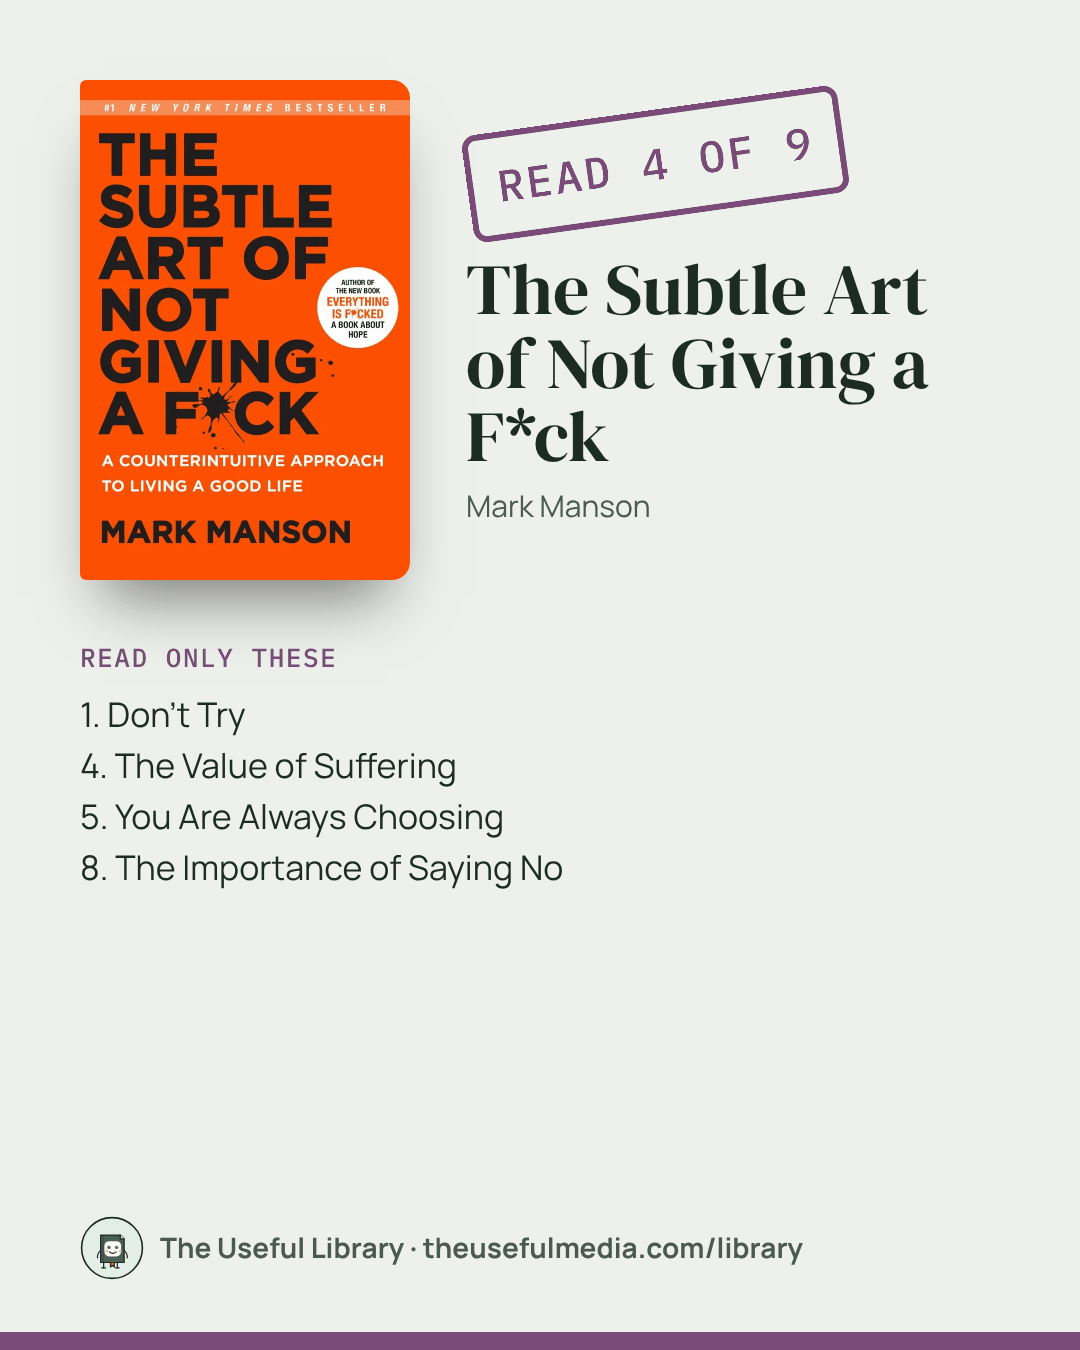 #1 NEW YORK TIMES BESTSELLER
THE
SUBTLE
ART OF
NOT
GIVING
A F*CK
AUTHOR OF
THE NEW BOOK
EVERYTHING
IS F*CKED
A BOOK ABOUT
HOPE
A COUNTERINTUITIVE APPROACH
TO LIVING A GOOD LIFE
MARK MANSON
READ 4 OF 9
The Subtle Art
of Not Giving a
F*ck
Mark Manson
READ ONLY THESE
1. Don’t Try
4. The Value of Suffering
5. You Are Always Choosing
8. The Importance of Saying No
The Useful Library · theusefulmedia.com/library